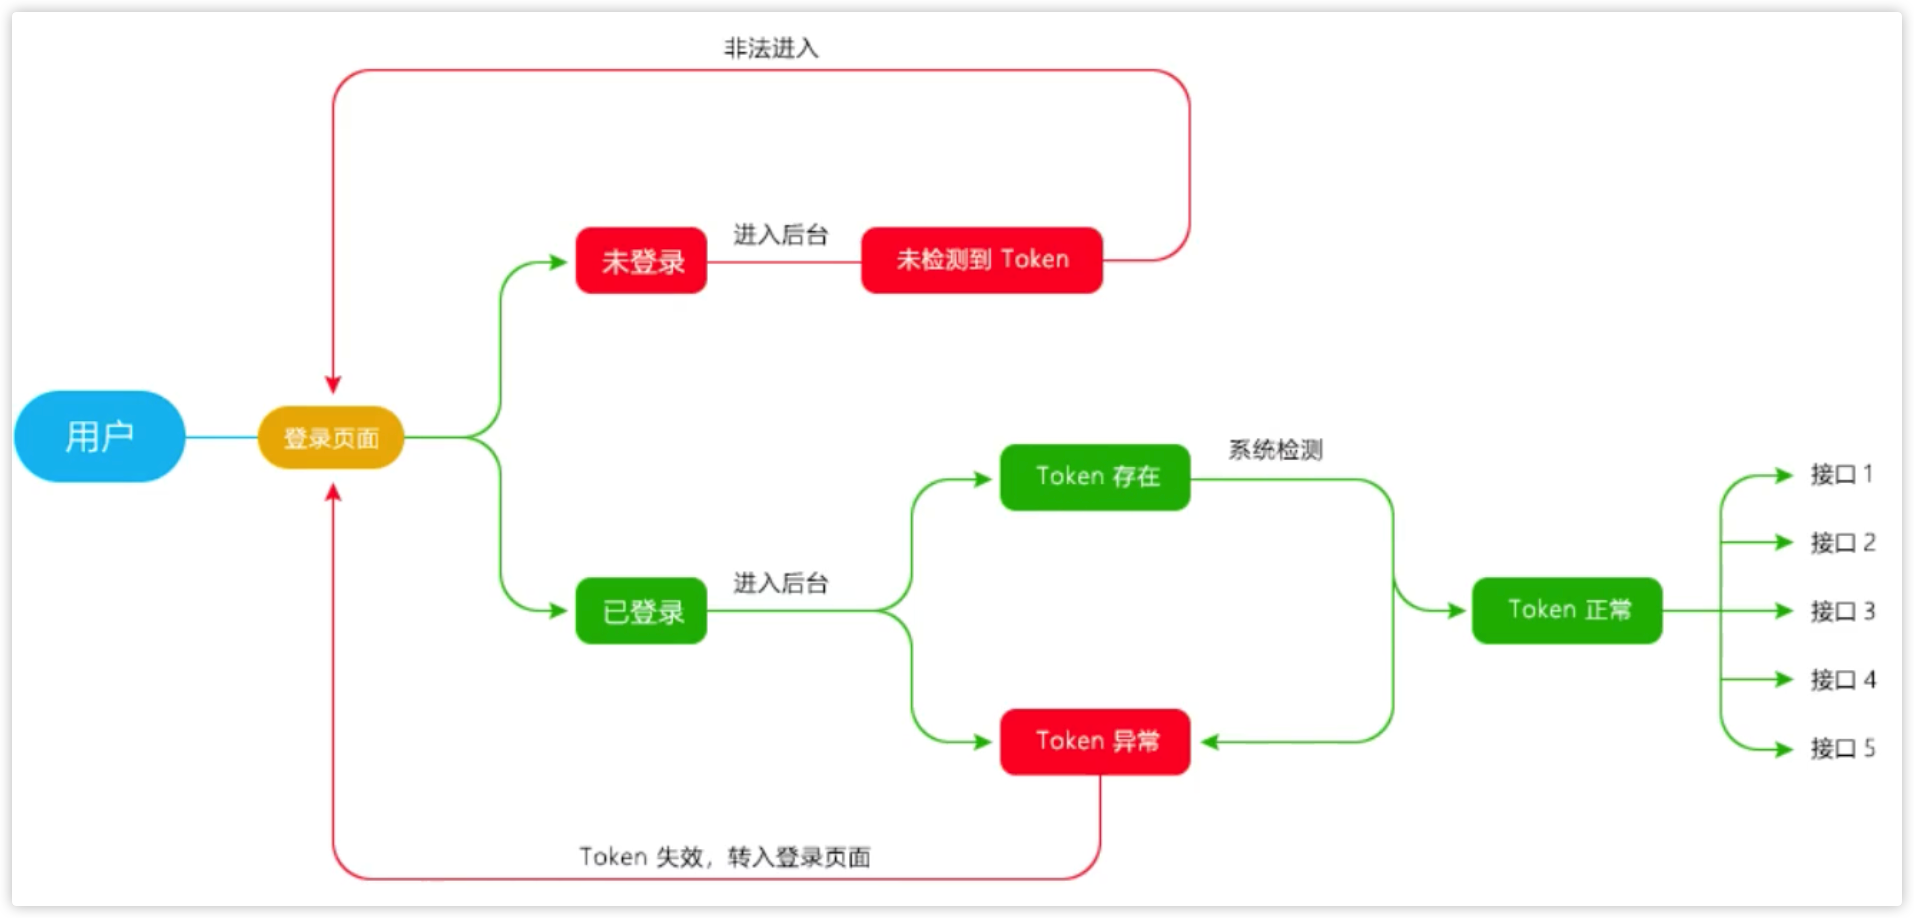 非法进入
进入后台
未登录
未检测到 Token
用户
登录页面
系统检测
Token 存在
接口 1
接口 2
进入后台
已登录
Token 正常
接口 3
接口 4
Token 异常
接口 5
Token 失效，转入登录页面